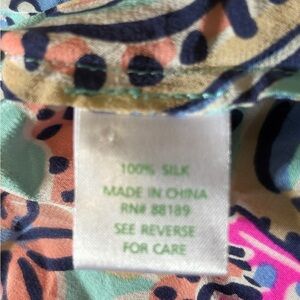 100% SILK
MADE IN CHINA
RN# 88189
SEE REVERSE
FOR CARE